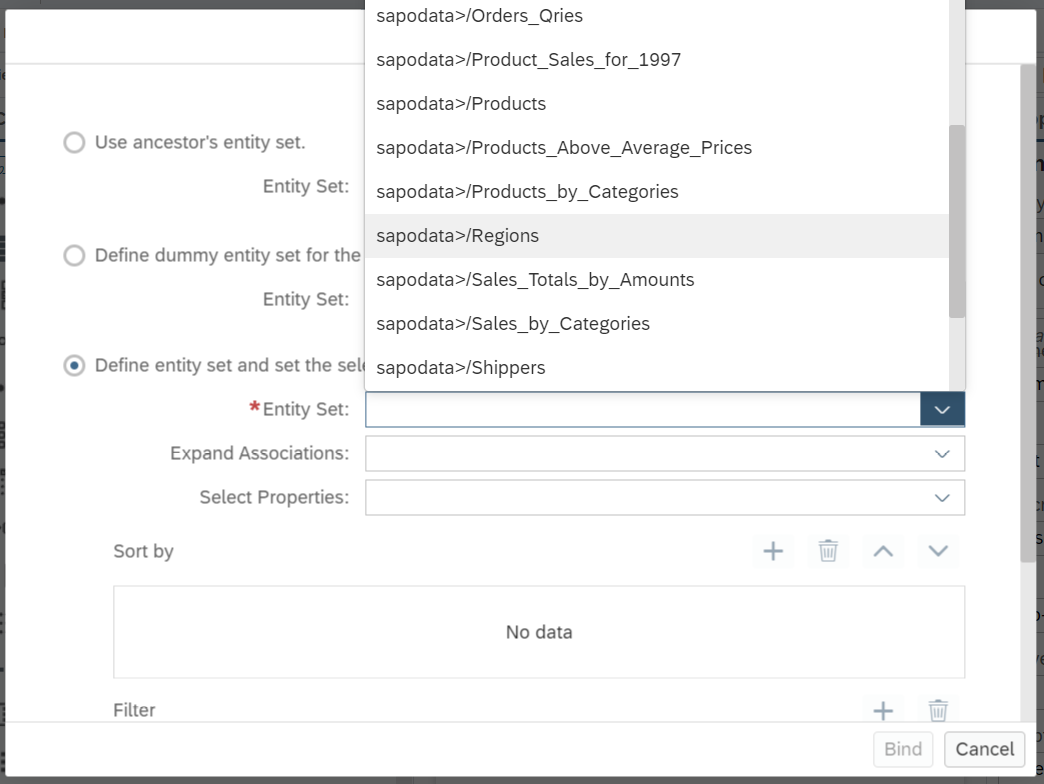 sapodata>/Orders_Qries
sapodata>/Product_Sales_for_1997
sapodata>/Products
sapodata>/Products_Above_Average_Prices
sapodata>/Products_by_Categories
sapodata>/Regions
sapodata>/Sales_Totals_by_Amounts
sapodata>/Sales_by_Categories
sapodata>/Shippers
Use ancestor's entity set.
Entity Set:
Define dummy entity set for the
Entity Set:
Define entity set and set the sel
*Entity Set:
Expand Associations:
Select Properties:
Sort by
No data
Filter
Bind Cancel